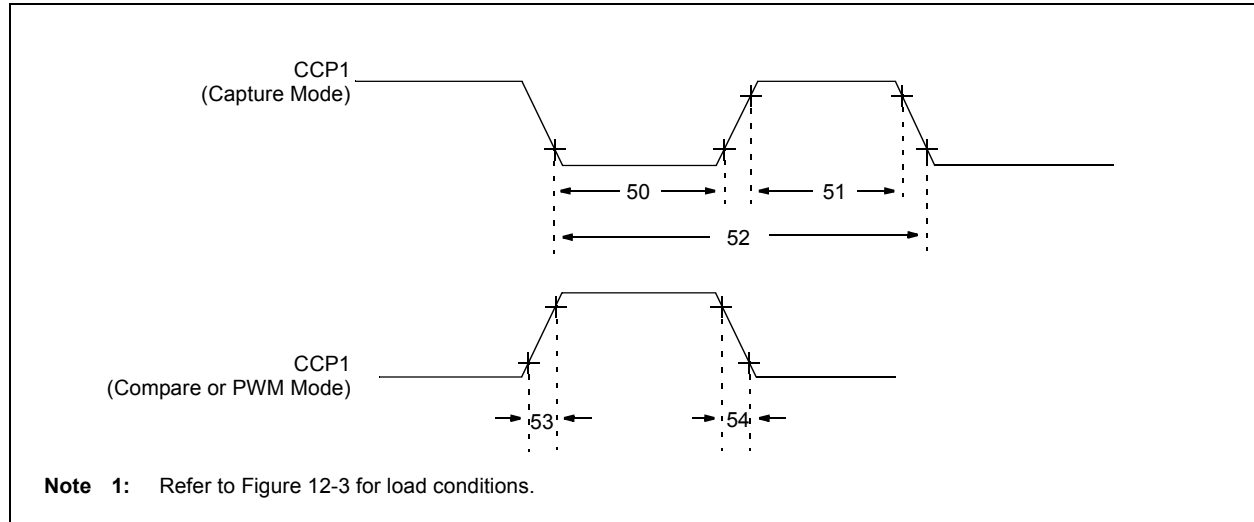 CCP1
(Capture Mode)
50
51
52
CCP1
(Compare or PWM Mode)
53
54
Note 1: Refer to Figure 12-3 for load conditions.